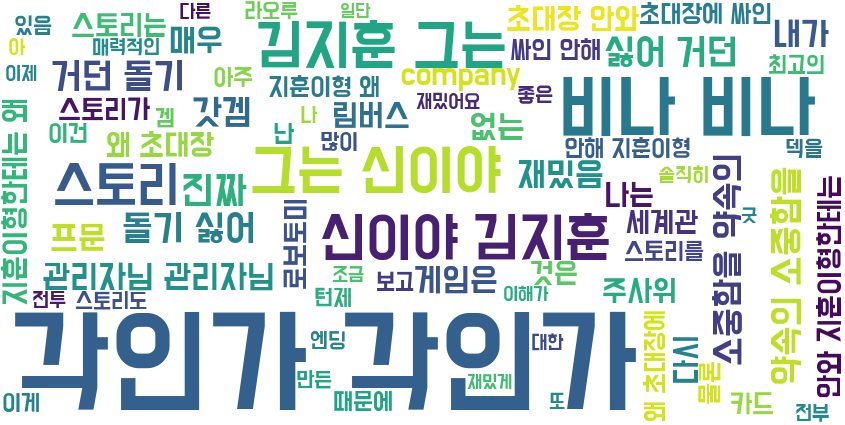 있음
스토리는
다른
라오루
일단
초대장 안와
초대장에 싸인
내가
아
매력적인
매우
김지훈 그는
싸인 안해
싫어 거던
최고의
이제
거던 돌기
아주
지훈이형 왜
company
좋은
비나 비나
스토리가
겜
갓겜
나
림버스
재밌어요
없는
이건
왜 초대장
난
많이
안해 지훈이형
덱을
지훈이형한테는 왜
스토리
진짜
그는 신이야
재밌음
솔직히
약속인
나는
프문
돌기 싫어
신이야 김지훈
세계관
굿
스토리를
로보토미
관리자님 관리자님
조금
보고
게임은
것은
이해가
턴제
주사위
소중함을 약속인
약속인 소중함을
안와 지훈이형한테는
전투
스토리도
각인가 각인가
엔딩
대한
왜 초대장에
다시
물론
만든
재밌게
이게
때문에
또
카드
전부